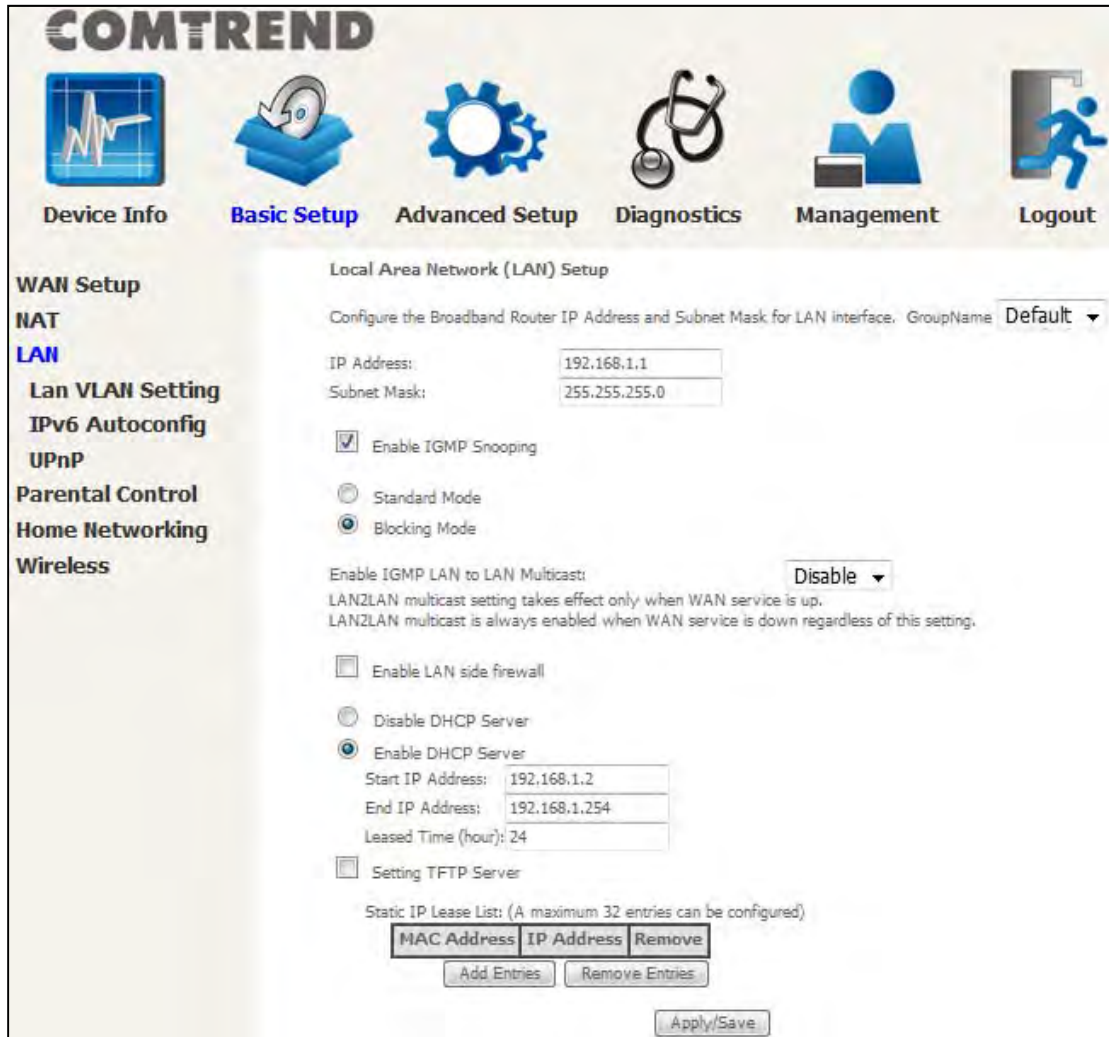 COMTREND
Device Info Basic Setup Advanced Setup Diagnostics Management Logout
WAN Setup
NAT
LAN
Lan VLAN Setting
IPv6 Autoconfig
UPnP
Parental Control
Home Networking
Wireless
Local Area Network (LAN) Setup
Configure the Broadband Router IP Address and Subnet Mask for LAN interface. GroupName Default
IP Address: 192.168.1.1
Subnet Mask: 255.255.255.0
Enable IGMP Snooping
Standard Mode
Blocking Mode
Enable IGMP LAN to LAN Multicast: Disable
LAN2LAN multicast setting takes effect only when WAN service is up.
LAN2LAN multicast is always enabled when WAN service is down regardless of this setting.
Enable LAN side firewall
Disable DHCP Server
Enable DHCP Server
Start IP Address: 192.168.1.2
End IP Address: 192.168.1.254
Leased Time (hour): 24
Setting TFTP Server
Static IP Lease List: (A maximum 32 entries can be configured)
MAC Address IP Address Remove
Add Entries Remove Entries
Apply/Save